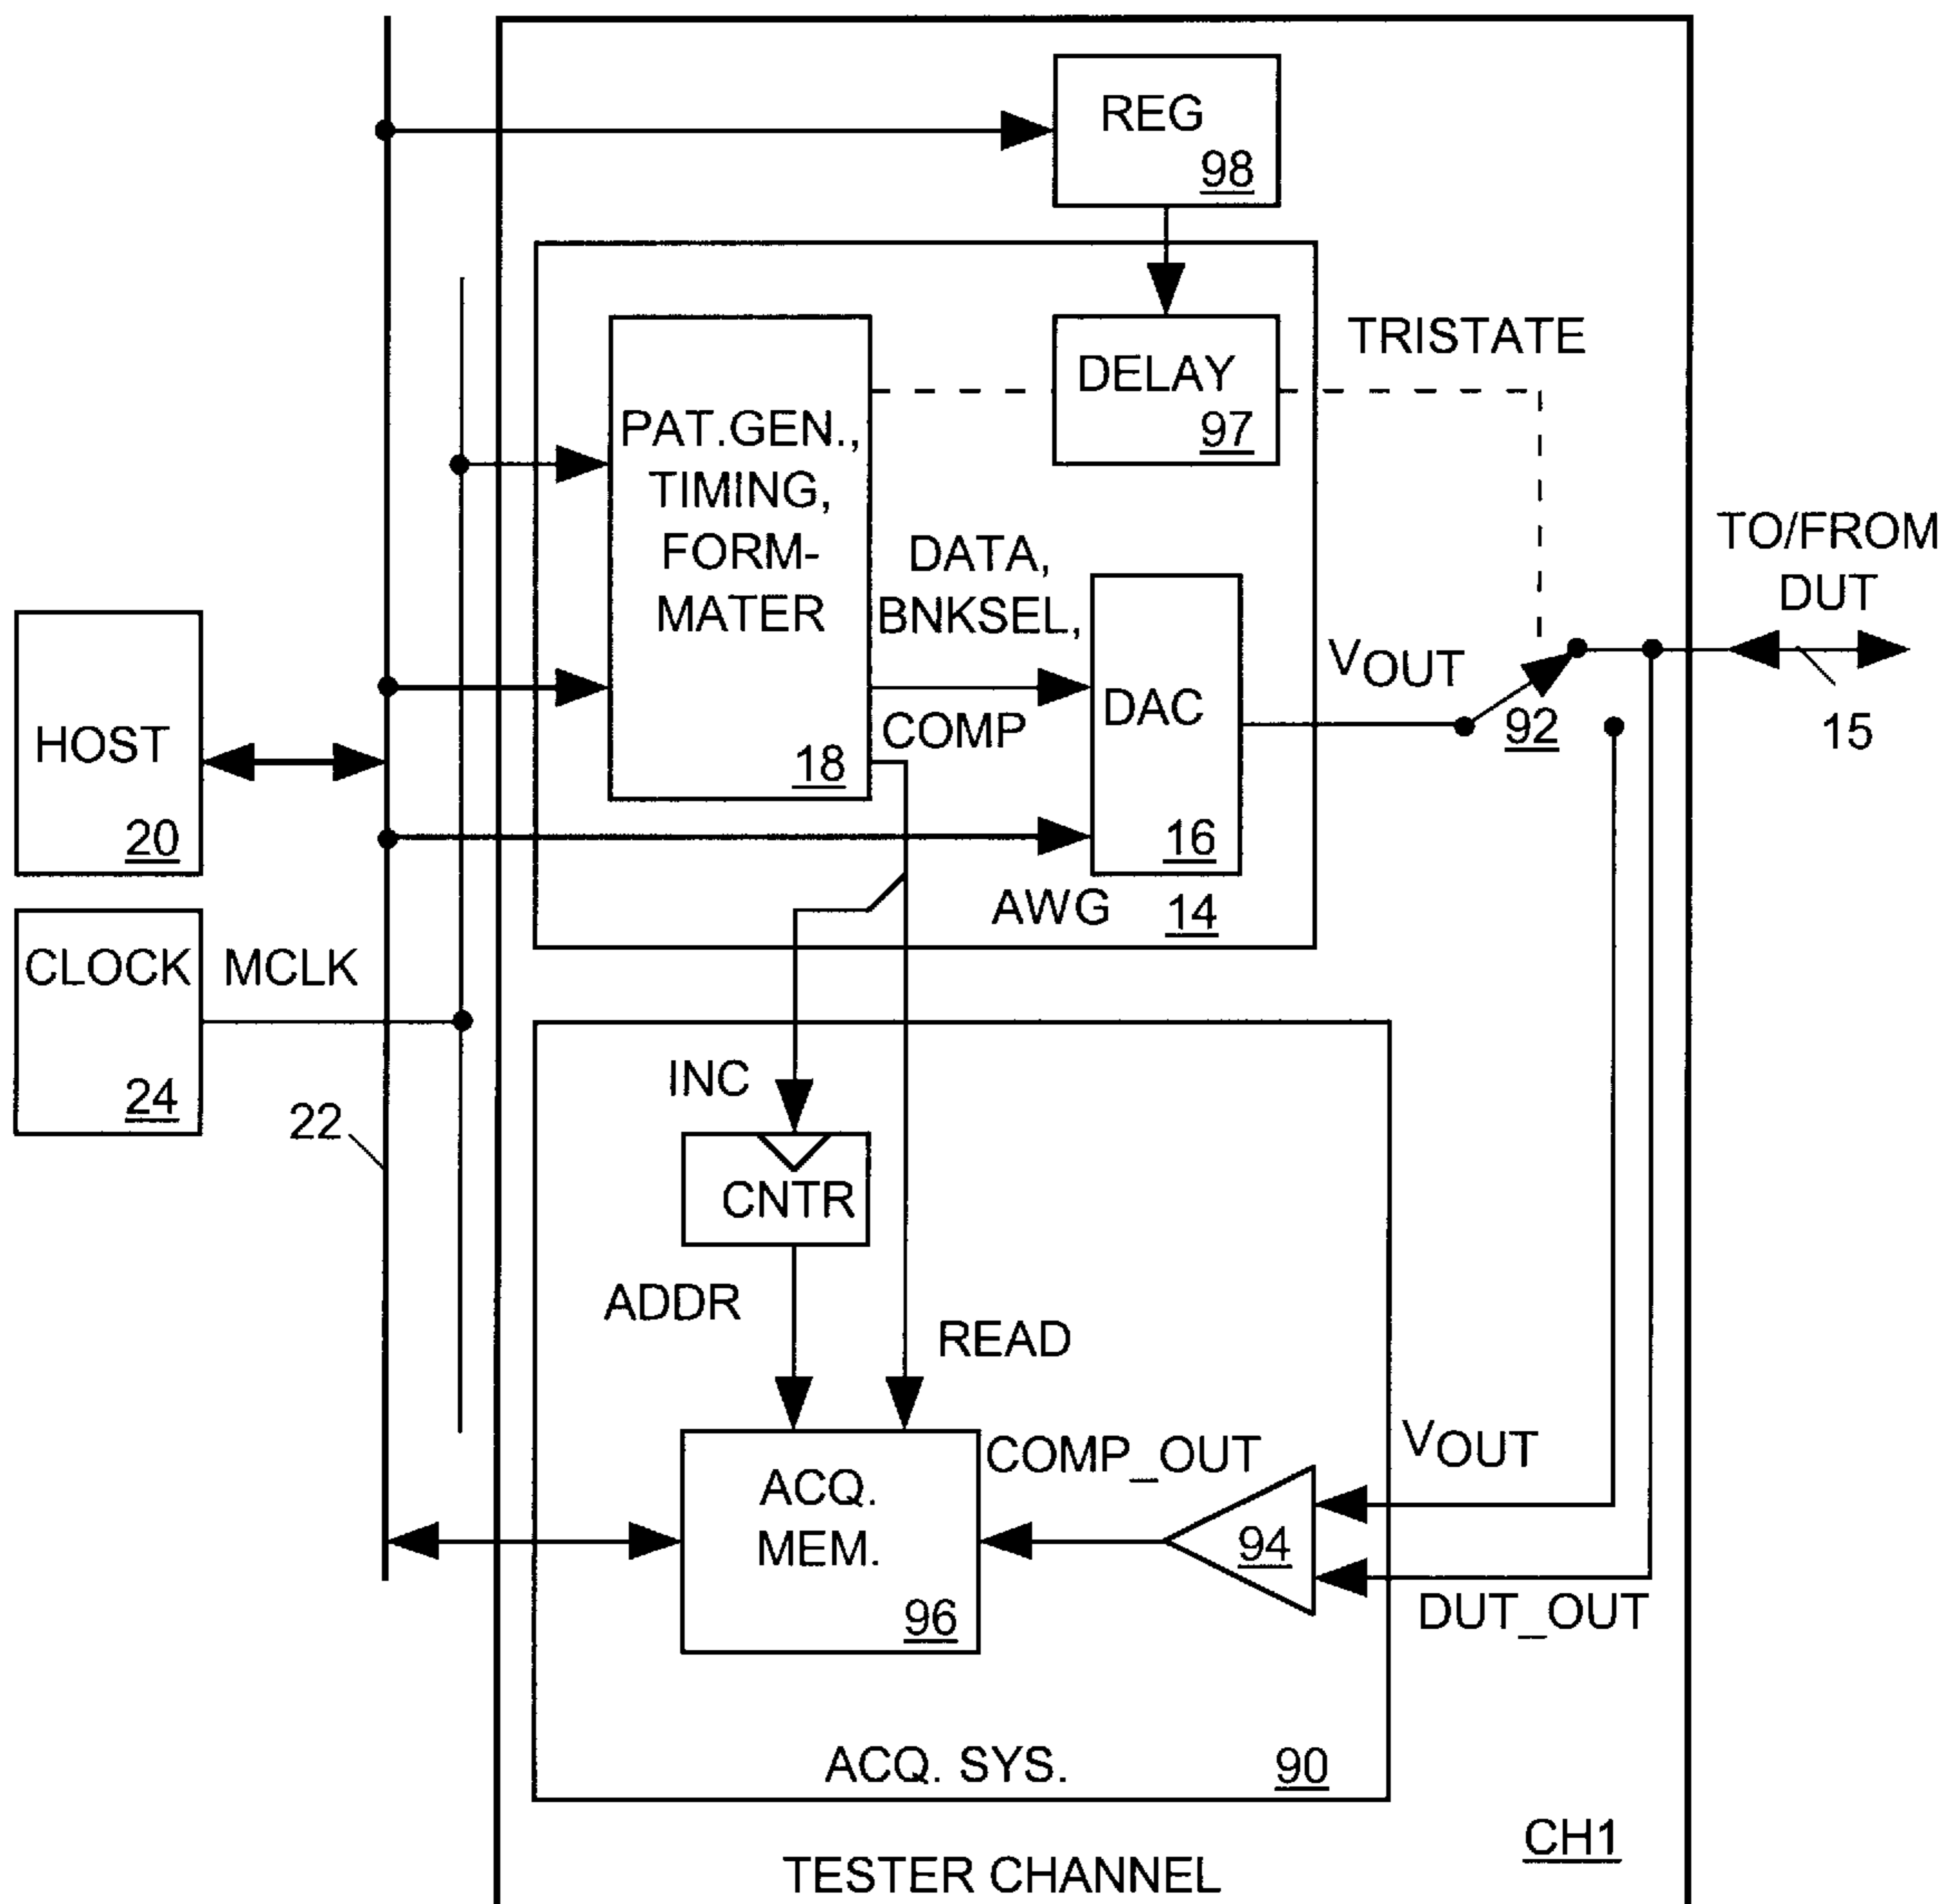 REG
98
TRISTATE
DELAY
97
PAT.GEN.,
TIMING,
FORM-
MATER
18
DATA,
BNKSEL,
COMP
DAC
16
VOUT
92
TO/FROM
DUT
15
HOST
20
AWG 14
CLOCK
24
MCLK
22
INC
CNTR
ADDR
READ
ACQ.
MEM.
96
COMP_OUT
94
VOUT
DUT_OUT
ACQ. SYS. 90
CH1
TESTER CHANNEL